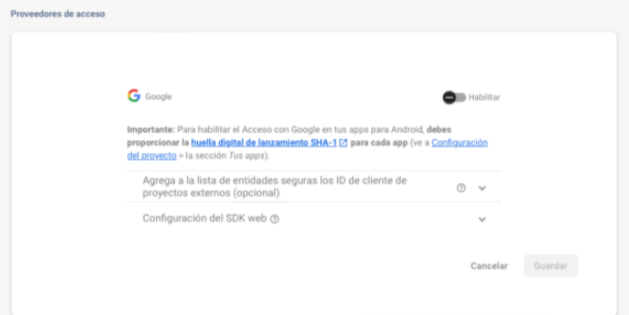 Proveedores de acceso
Google
Habilitar
Importante: Para habilitar el Acceso con Google en tus apps para Android, debes
proporcionar la huella digital de lanzamiento SHA-1 para cada app (ve a Configuración
del proyecto > la sección Tus apps).
Agrega a la lista de entidades seguras los ID de cliente de
proyectos externos (opcional)
Configuración del SDK web
Cancelar
Guardar